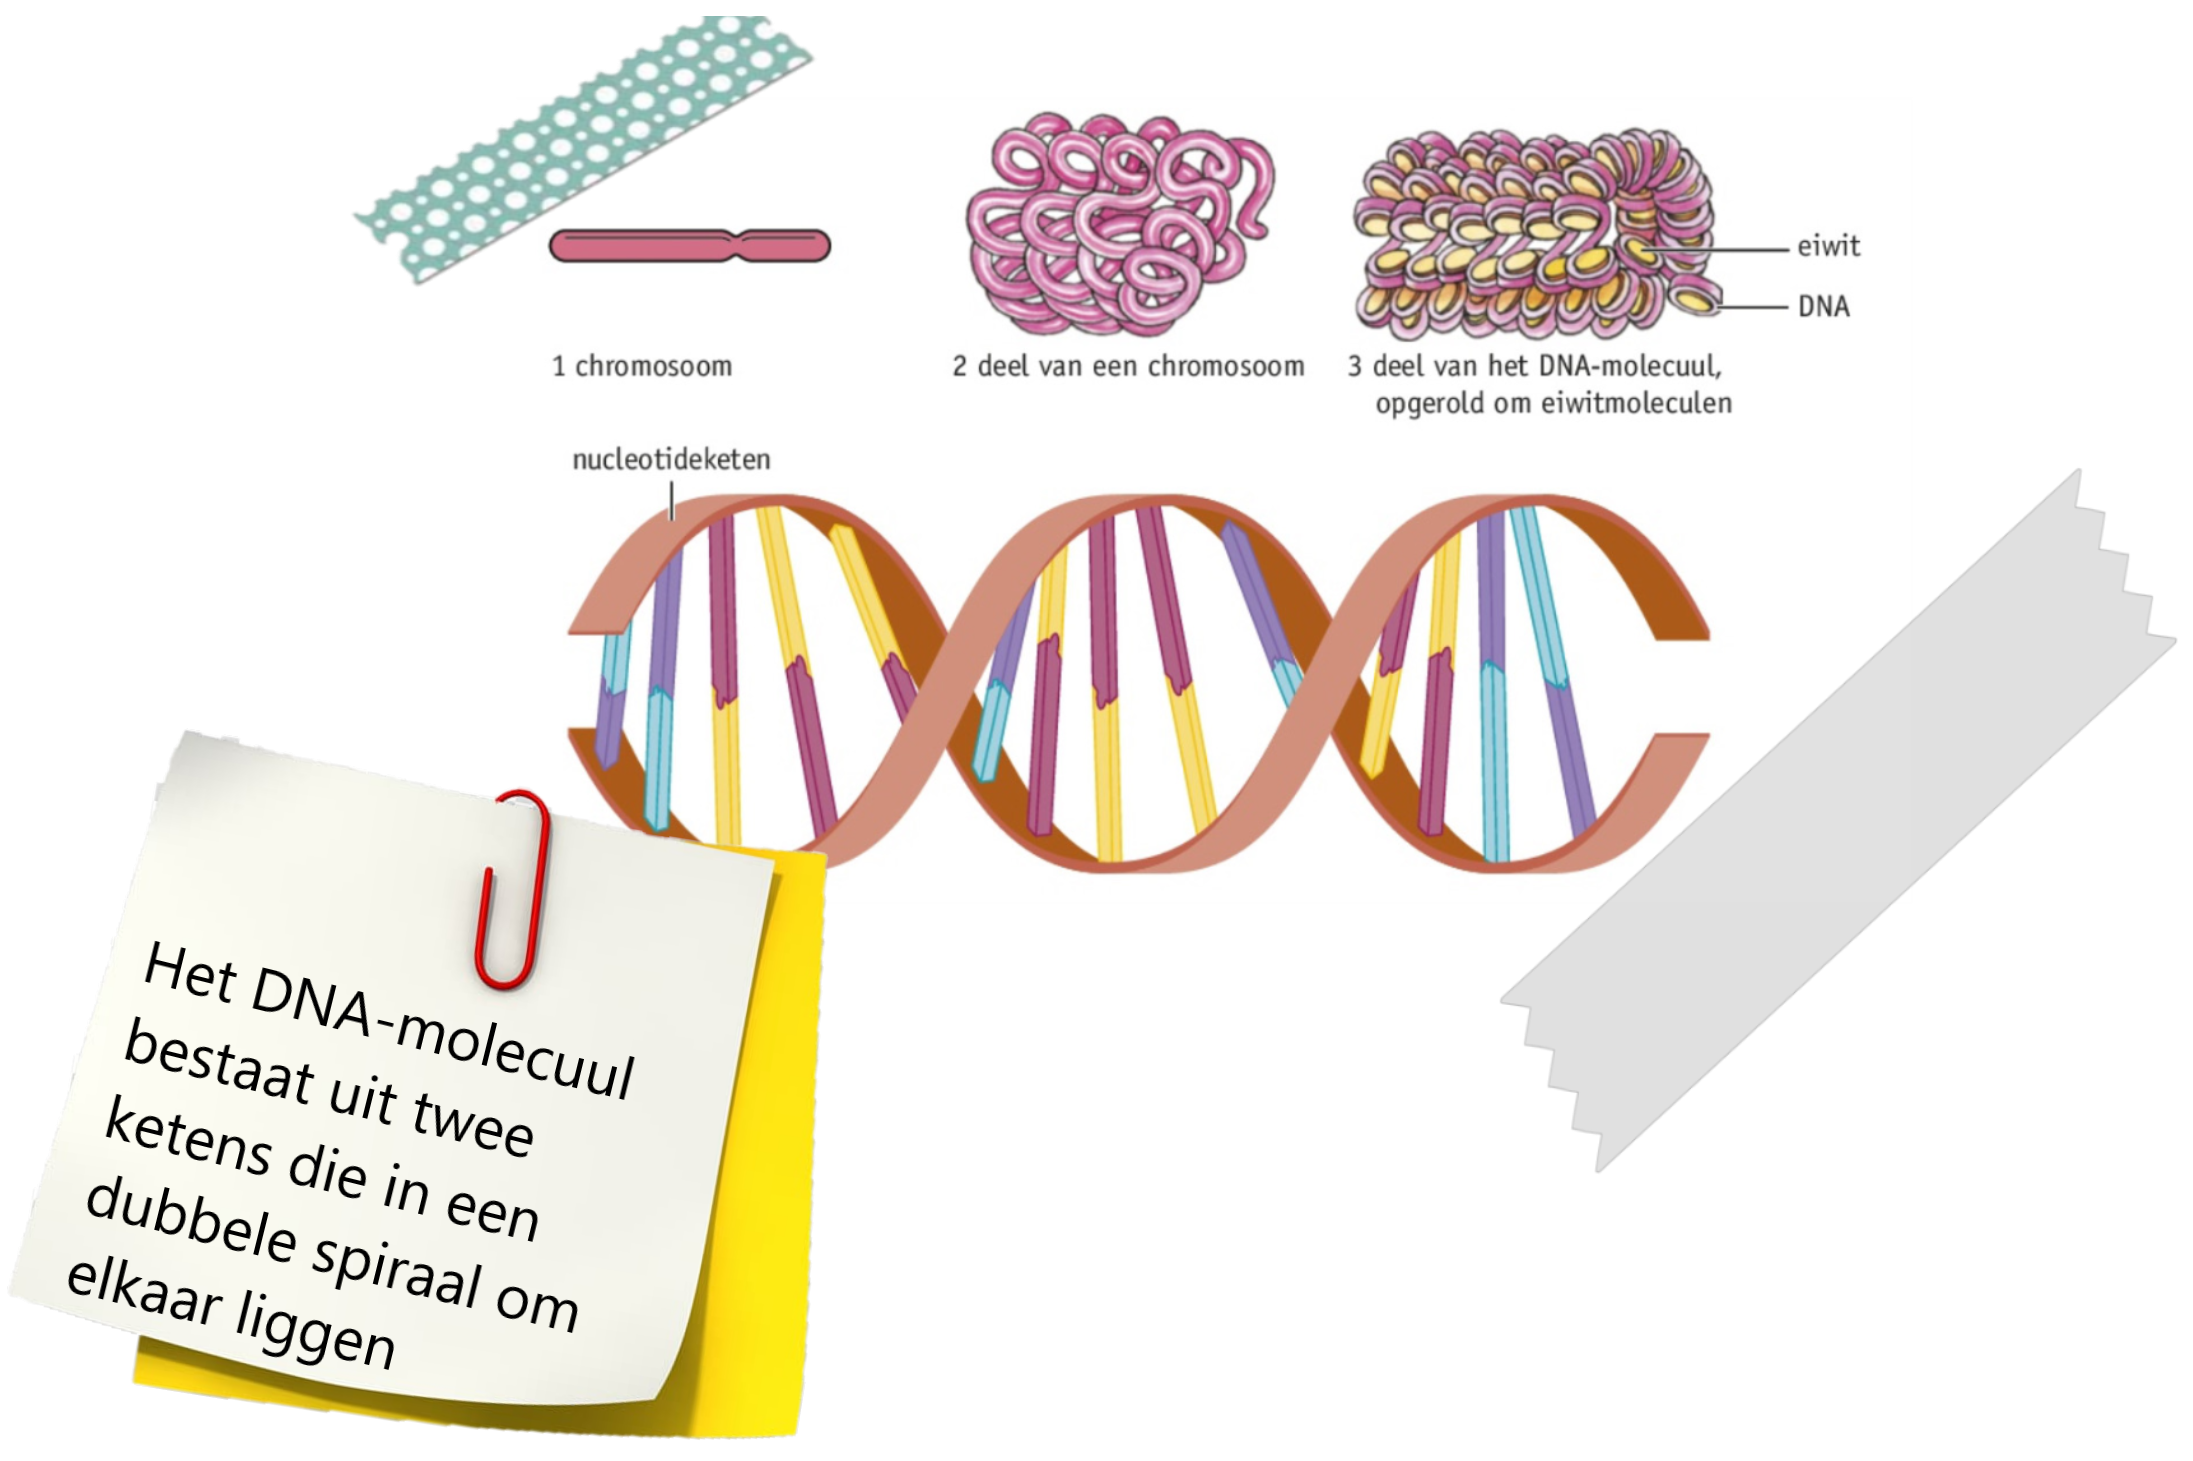 eiwit
DNA
1 chromosoom
2 deel van een chromosoom
3 deel van het DNA-molecuul,
opgerold om eiwitmoleculen
nucleotideketen
Het DNA-molecuul
bestaat uit twee
ketens die in een
dubbele spiraal om
elkaar liggen